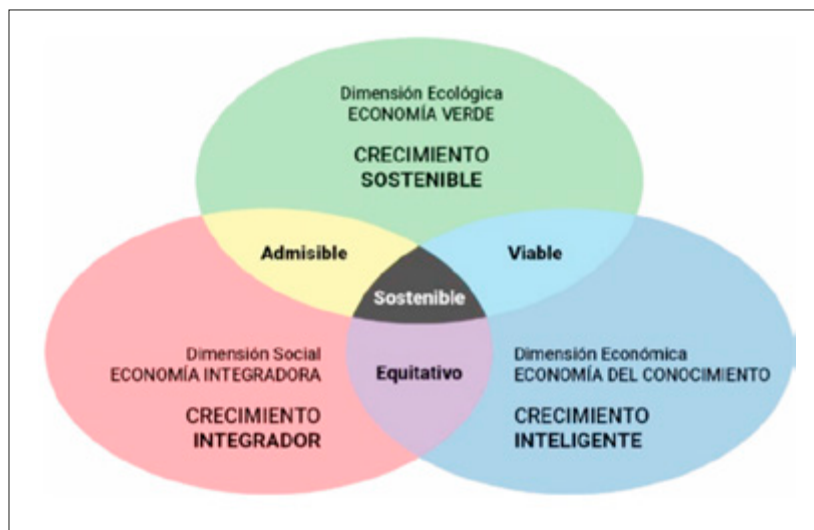 Dimensión Ecológica
ECONOMÍA VERDE
CRECIMIENTO
SOSTENIBLE
Admisible
Viable
Sostenible
Dimensión Social
ECONOMÍA INTEGRADORA
CRECIMIENTO
INTEGRADOR
Equitativo
Dimensión Económica
ECONOMÍA DEL CONOCIMIENTO
CRECIMIENTO
INTELIGENTE